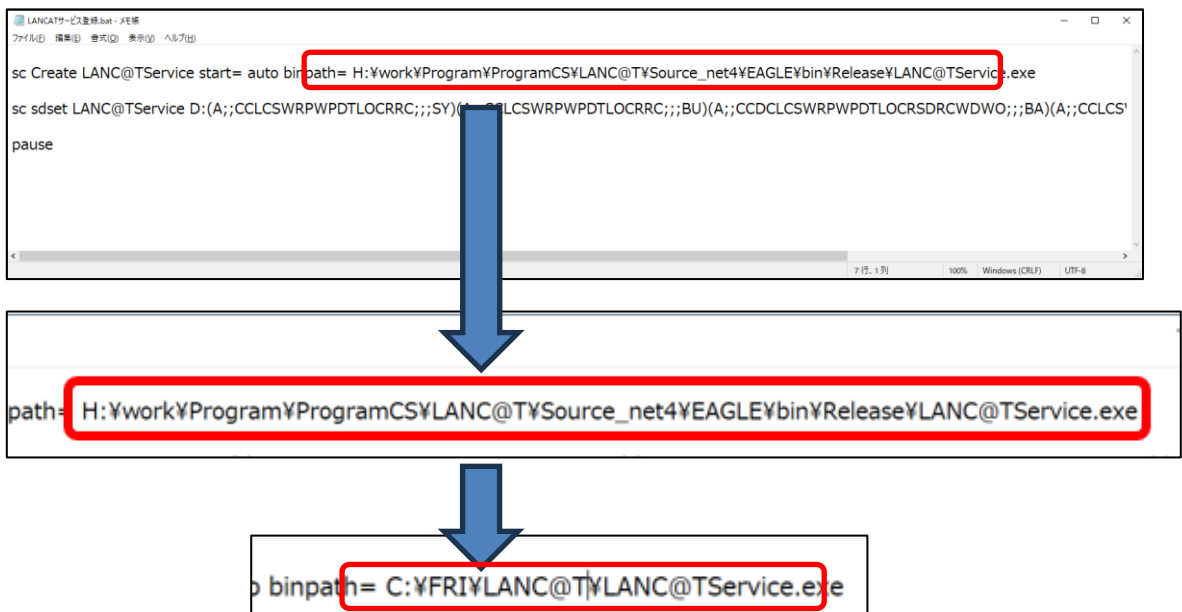 LANCATサービス登録.bat - メモ帳
ファイル(F) 編集(E) 書式(O) 表示(V) ヘルプ(H)
sc Create LANC@TService start= auto binpath= H:¥work¥Program¥ProgramCS¥LANC@T¥Source_net4¥EAGLE¥bin¥Release¥LANC@TService.exe
sc sdset LANC@TService D:(A;;CCLCSWRPWPDTLOCRRC;;;SY)( CCLCSWRPWPDTLOCRRC;;;BU)(A;;CCDCLCSWRPWPDTLOCRSDRCWDWO;;;BA)(A;;CCLCS
pause
7 行、1 列 100% Windows (CRLF) UTF-8
path= H:¥work¥Program¥ProgramCS¥LANC@T¥Source_net4¥EAGLE¥bin¥Release¥LANC@TService.exe
binpath= C:¥FRI¥LANC@T¥LANC@TService.exe